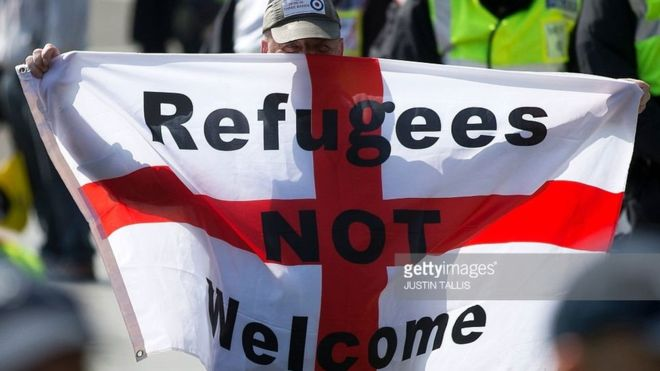 Refugees
NOT
Welcome
gettyimages
JUSTIN TALLIS